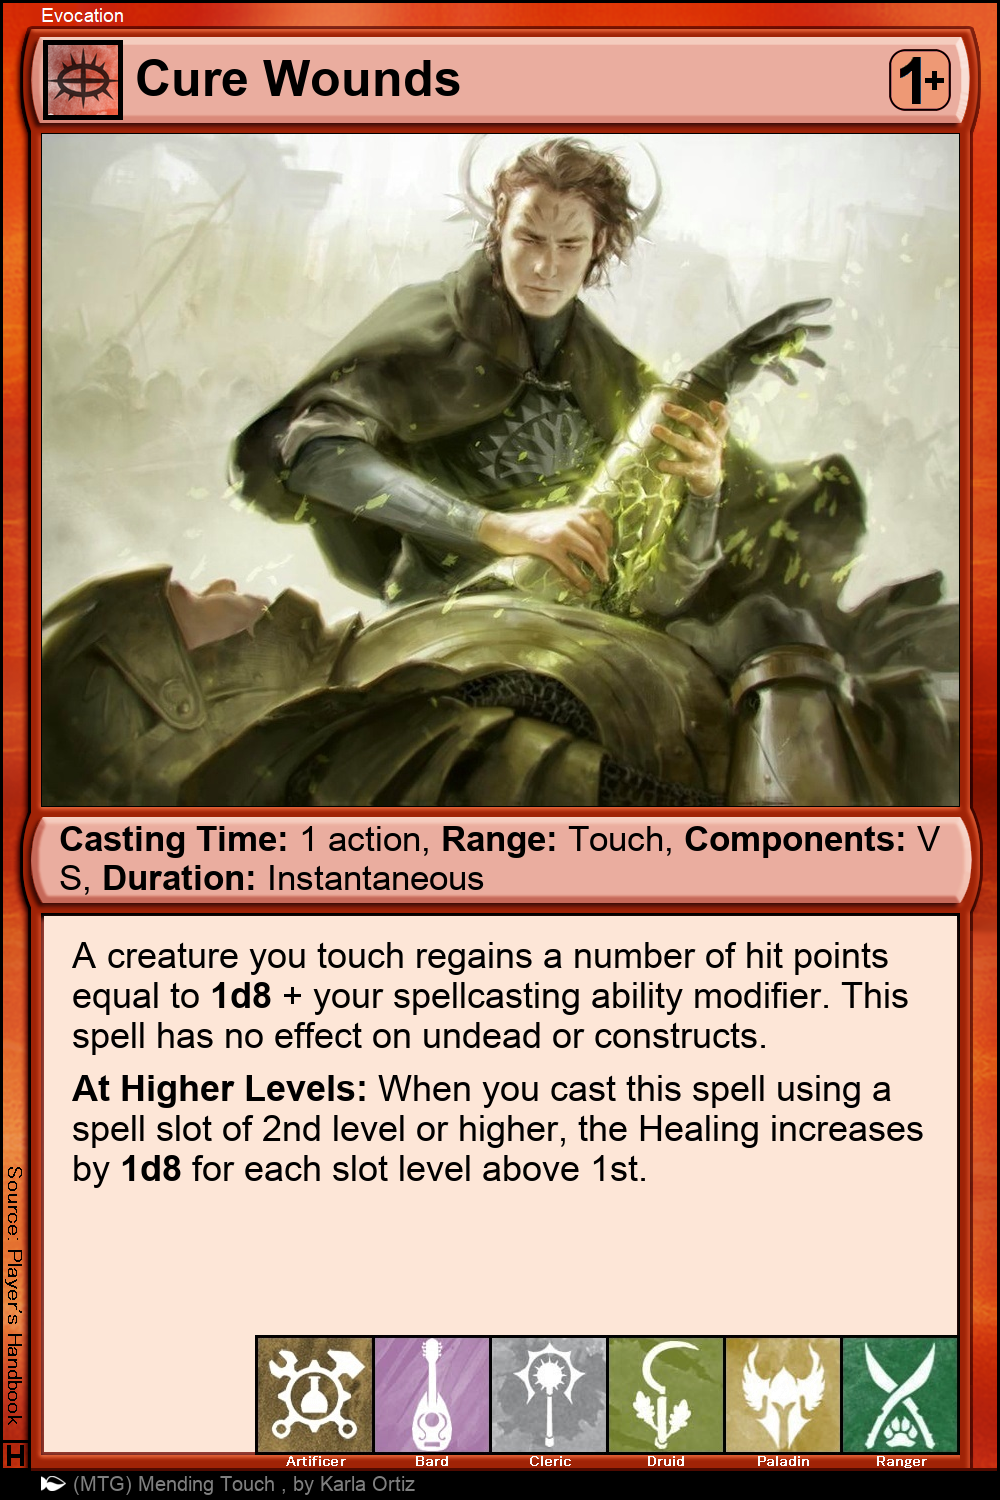 Evocation
Cure Wounds
1+
Casting Time: 1 action, Range: Touch, Components: V
S, Duration: Instantaneous
A creature you touch regains a number of hit points
equal to 1d8 + your spellcasting ability modifier. This
spell has no effect on undead or constructs.
At Higher Levels: When you cast this spell using a
spell slot of 2nd level or higher, the Healing increases
by 1d8 for each slot level above 1st.
Source: Player's Handbook
H
Artificer
Bard
Cleric
Druid
Paladin
Ranger
(MTG) Mending Touch , by Karla Ortiz